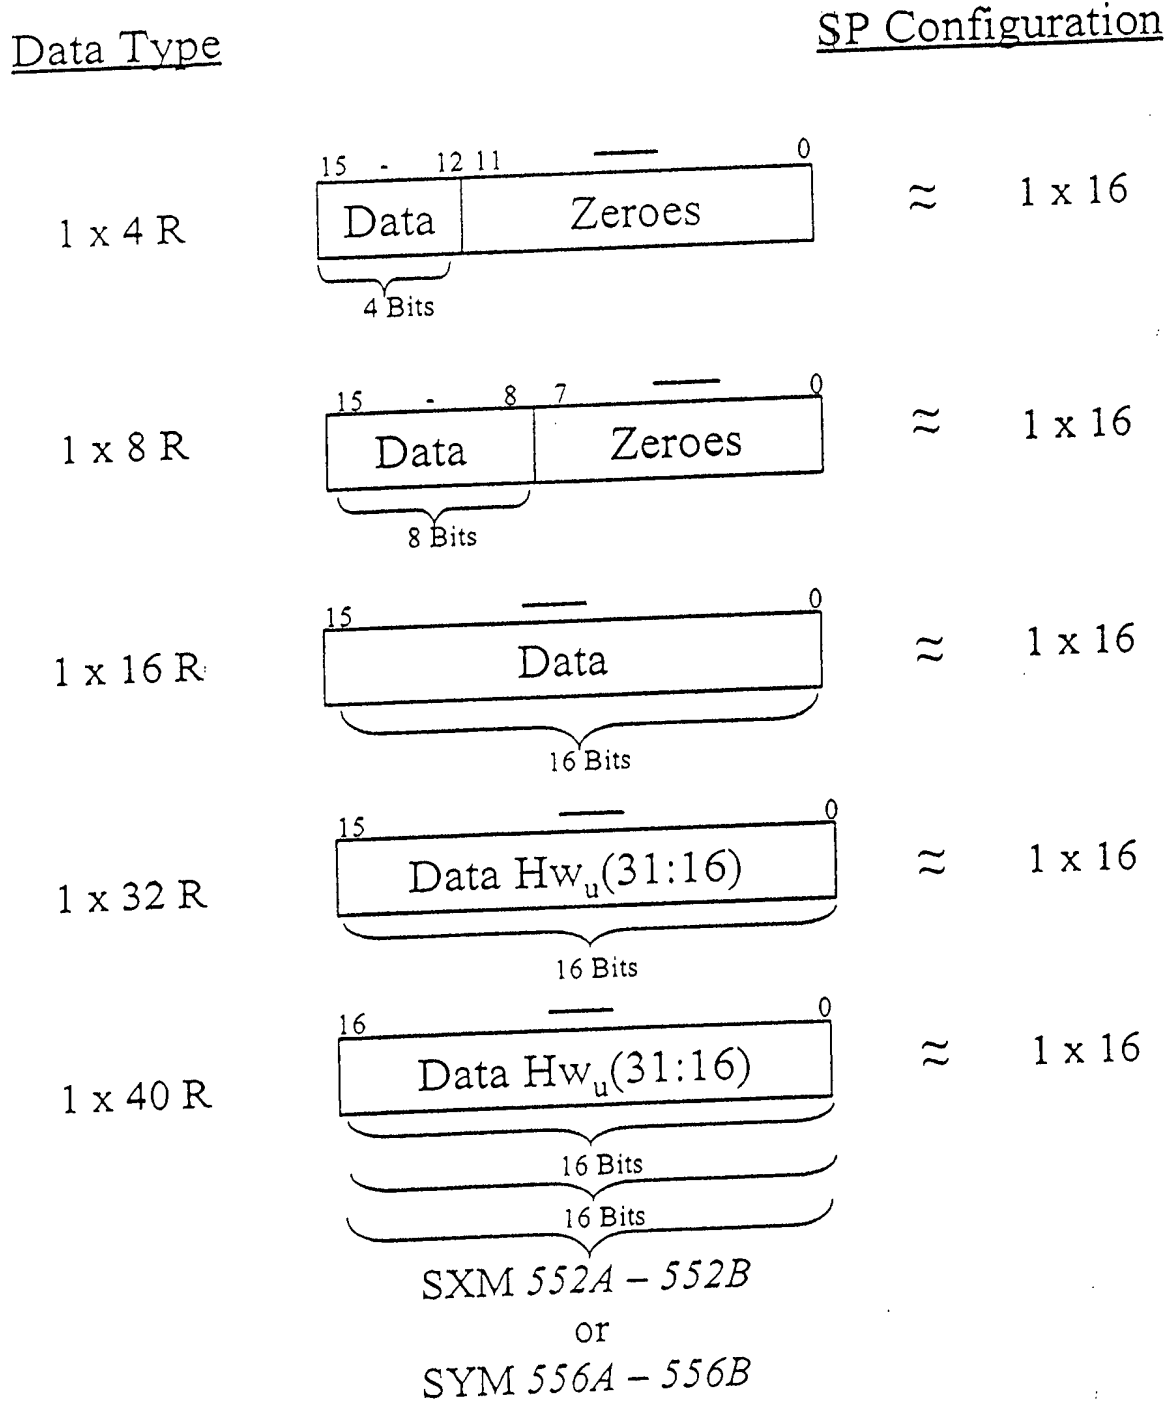 Data Type SP Configuration
15 - 12 11 — 0
1 x 4 R Data Zeroes ≈ 1 x 16
4 Bits
15 - 8 7 — 0
1 x 8 R Data Zeroes ≈ 1 x 16
8 Bits
15 — 0
1 x 16 R Data ≈ 1 x 16
16 Bits
15 — 0
1 x 32 R Data Hwu(31:16) ≈ 1 x 16
16 Bits
16 — 0
1 x 40 R Data Hwu(31:16) ≈ 1 x 16
16 Bits
16 Bits
SXM 552A – 552B
or
SYM 556A – 556B